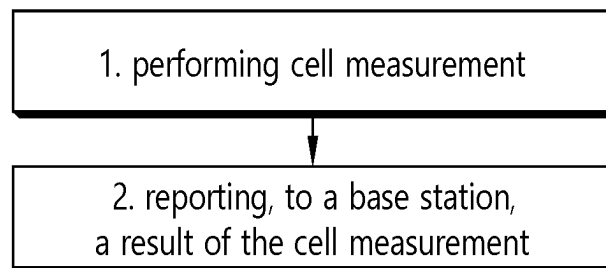 1. performing cell measurement
2. reporting, to a base station,
a result of the cell measurement